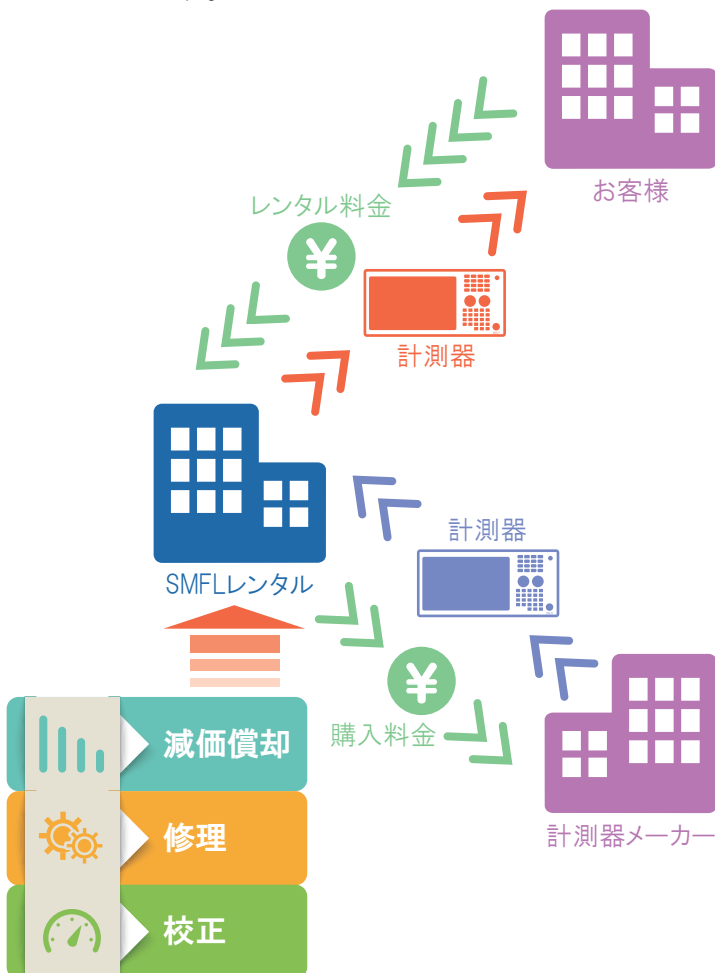 お客様
レンタル料金
¥
計測器
計測器
SMFLレンタル
¥
購入料金
減価償却
修理
校正
計測器メーカー